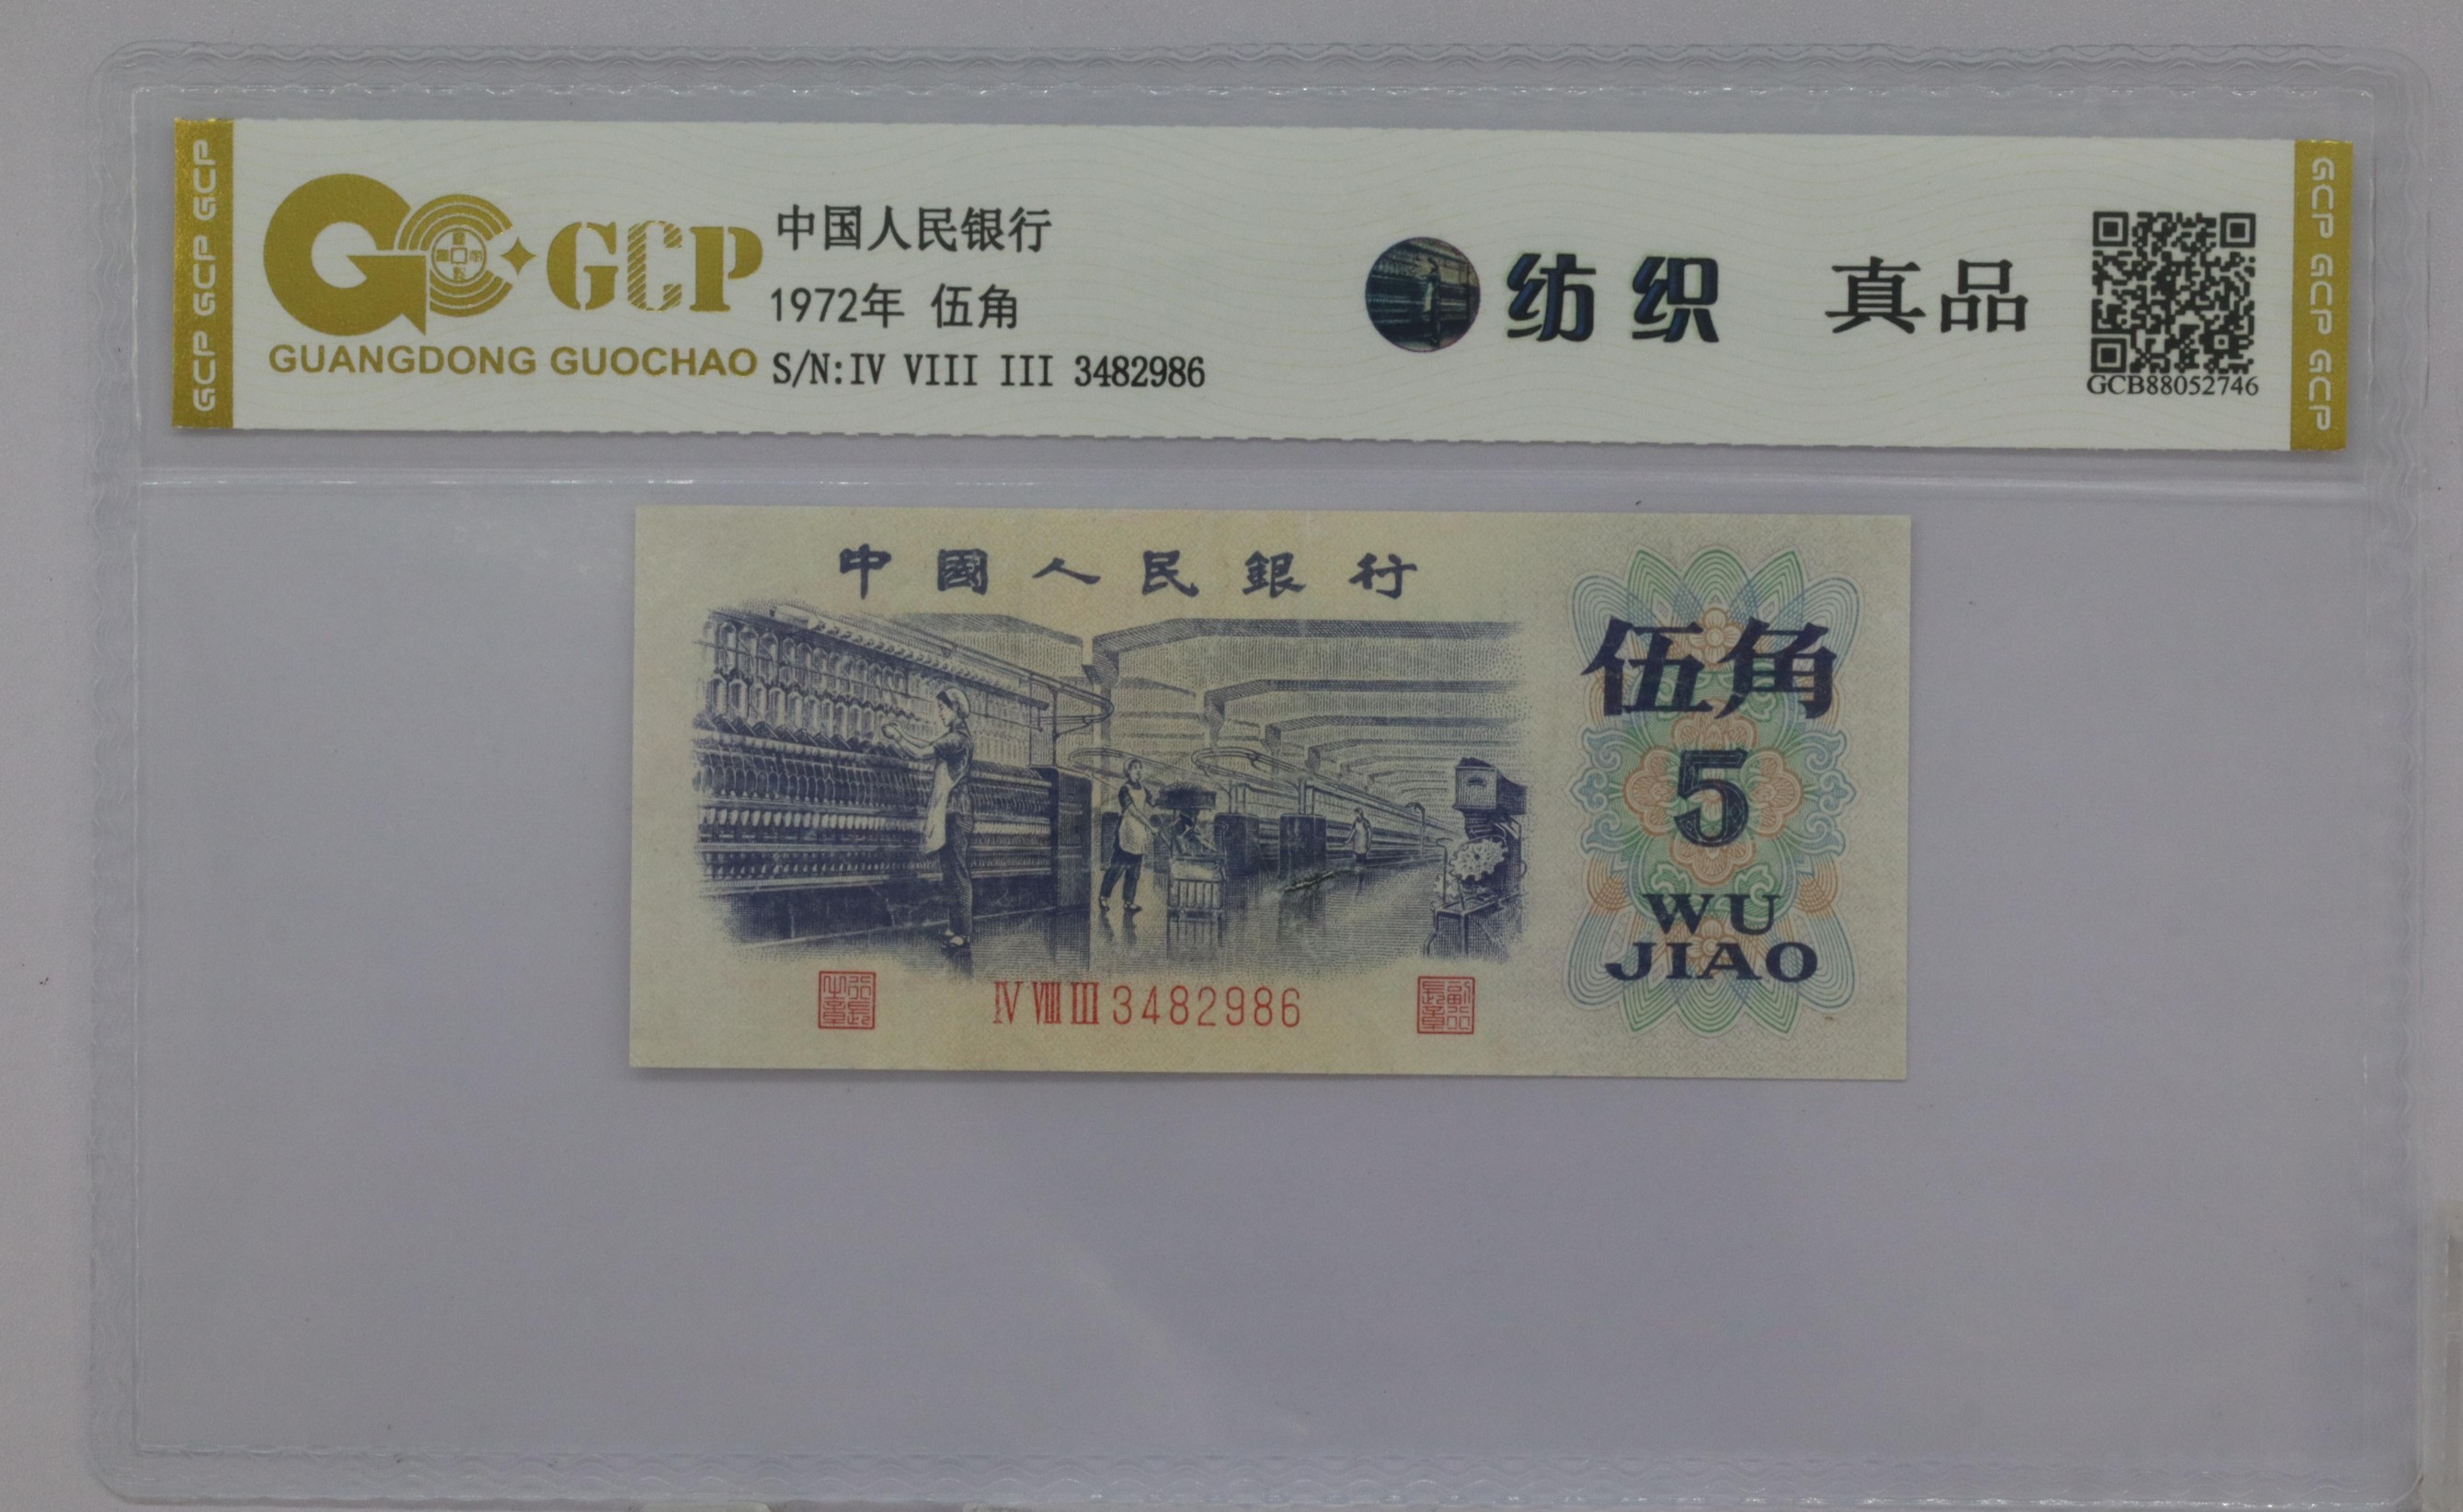 GCP GCP GCP
GCP
GUANGDONG GUOCHAO
中国人民银行
1972年 伍角
S/N:IV VIII III 3482986
纺织 真品
GCB88052746
GCP GCP GCP
中國人民銀行
伍角
5
WU
JIAO
IV VIII III 3482986